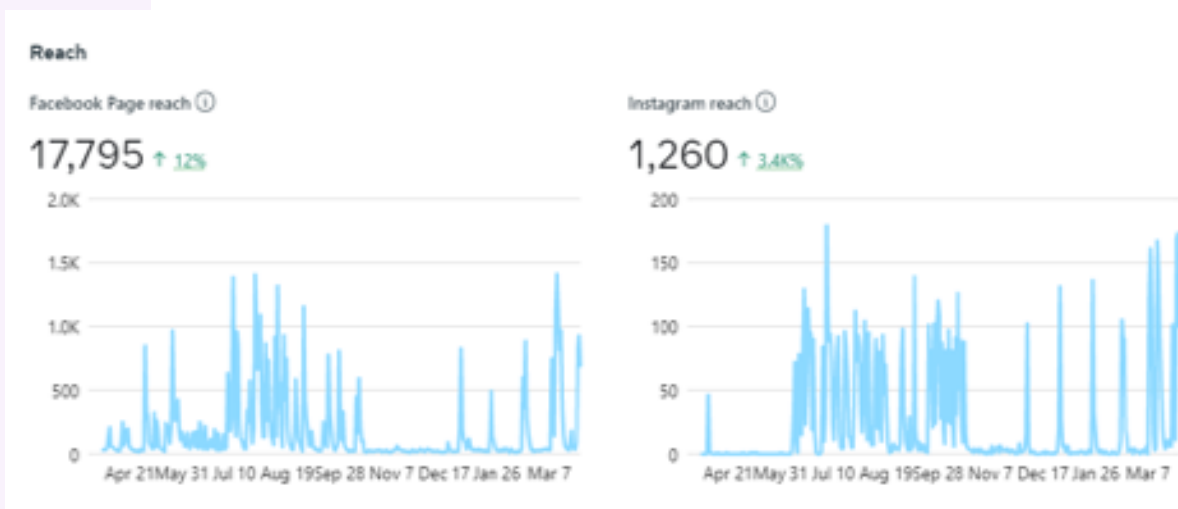 Reach
Facebook Page reach
17,795 ↑ 12%
2.0K
1.5K
1.0K
500
0
Apr 21May 31 Jul 10 Aug 19Sep 28 Nov 7 Dec 17 Jan 26 Mar 7
Instagram reach
1,260 ↑ 3.4K%
200
150
100
50
0
Apr 21May 31 Jul 10 Aug 19Sep 28 Nov 7 Dec 17 Jan 26 Mar 7